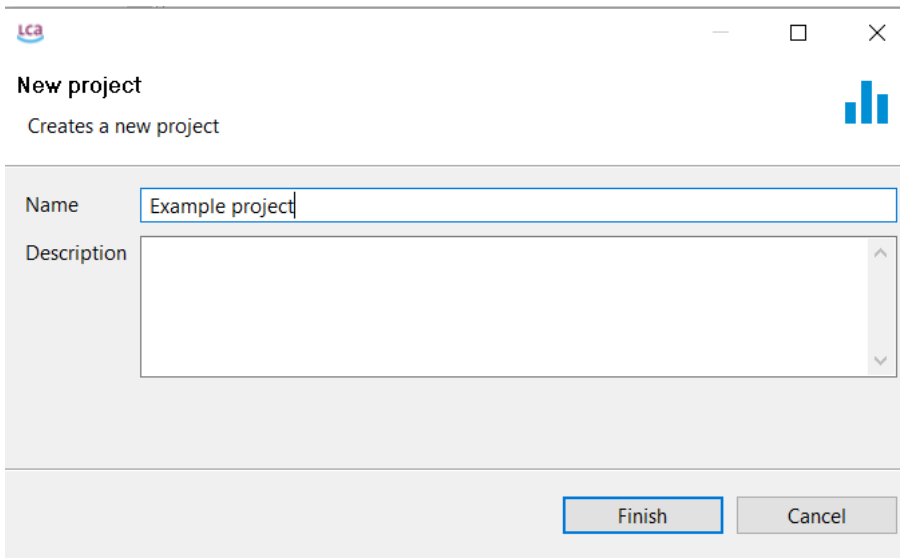 LCA
New project
Creates a new project
Name
Example project
Description
Finish
Cancel